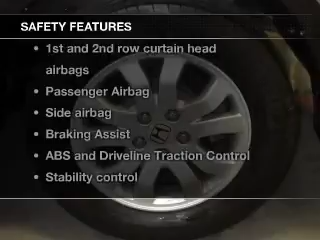 SAFETY FEATURES
• 1st and 2nd row curtain head
airbags
• Passenger Airbag
• Side airbag
• Braking Assist
• ABS and Driveline Traction Control
• Stability control